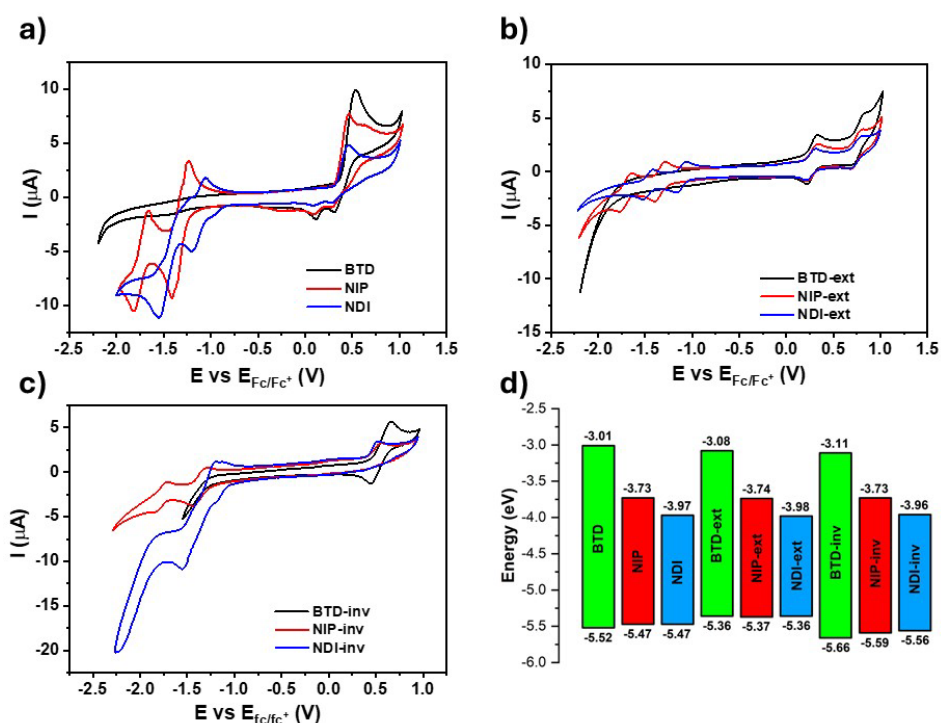 a)
10
5
0
-5
-10
I (μA)
BTD
NIP
NDI
-2.5 -2.0 -1.5 -1.0 -0.5 0.0 0.5 1.0
E vs E_Fc/Fc⁺ (V)
b)
15
10
5
0
-5
-10
-15
I (μA)
BTD-ext
NIP-ext
NDI-ext
-2.5 -2.0 -1.5 -1.0 -0.5 0.0 0.5 1.0 1.5
E vs E_Fc/Fc⁺ (V)
c)
5
0
-5
-10
-15
-20
I (μA)
BTD-inv
NIP-inv
NDI-inv
-2.5 -2.0 -1.5 -1.0 -0.5 0.0 0.5 1.0
E vs E_fc/fc⁺ (V)
d)
-2.5
-3.0
-3.5
-4.0
-4.5
-5.0
-5.5
-6.0
Energy (eV)
-3.01 -3.73 -3.97 -3.08 -3.74 -3.98 -3.11 -3.73 -3.96
BTD NIP NDI BTD-ext NIP-ext NDI-ext BTD-inv NIP-inv NDI-inv
-5.52 -5.47 -5.47 -5.36 -5.37 -5.36 -5.66 -5.59 -5.56